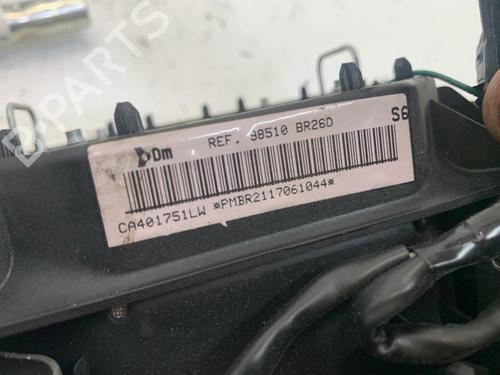 B-PARTS
Dm REF. 98510 BR26D S6
CA401751LW *PMBR2117061044*